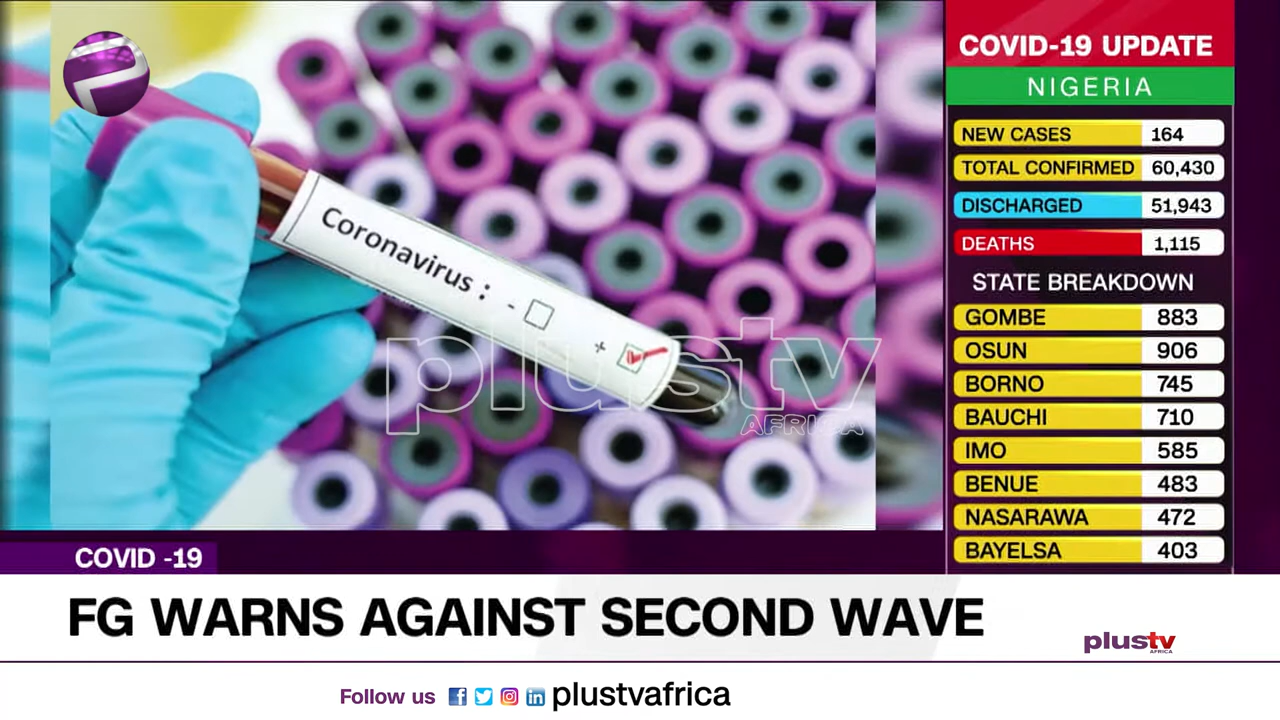 Coronavirus :
-
+
plustv
AFRICA
COVID-19 UPDATE
NIGERIA
NEW CASES 164
TOTAL CONFIRMED 60,430
DISCHARGED 51,943
DEATHS 1,115
STATE BREAKDOWN
GOMBE 883
OSUN 906
BORNO 745
BAUCHI 710
IMO 585
BENUE 483
NASARAWA 472
BAYELSA 403
COVID -19
FG WARNS AGAINST SECOND WAVE
plustv
AFRICA
Follow us f in plustvafrica